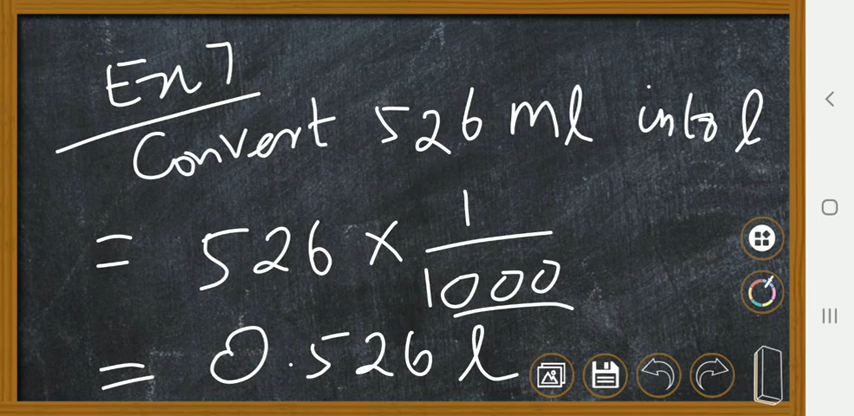 Ex 7
Convert 526 ml into l
= 526 × 1/1000
= 0.526 l